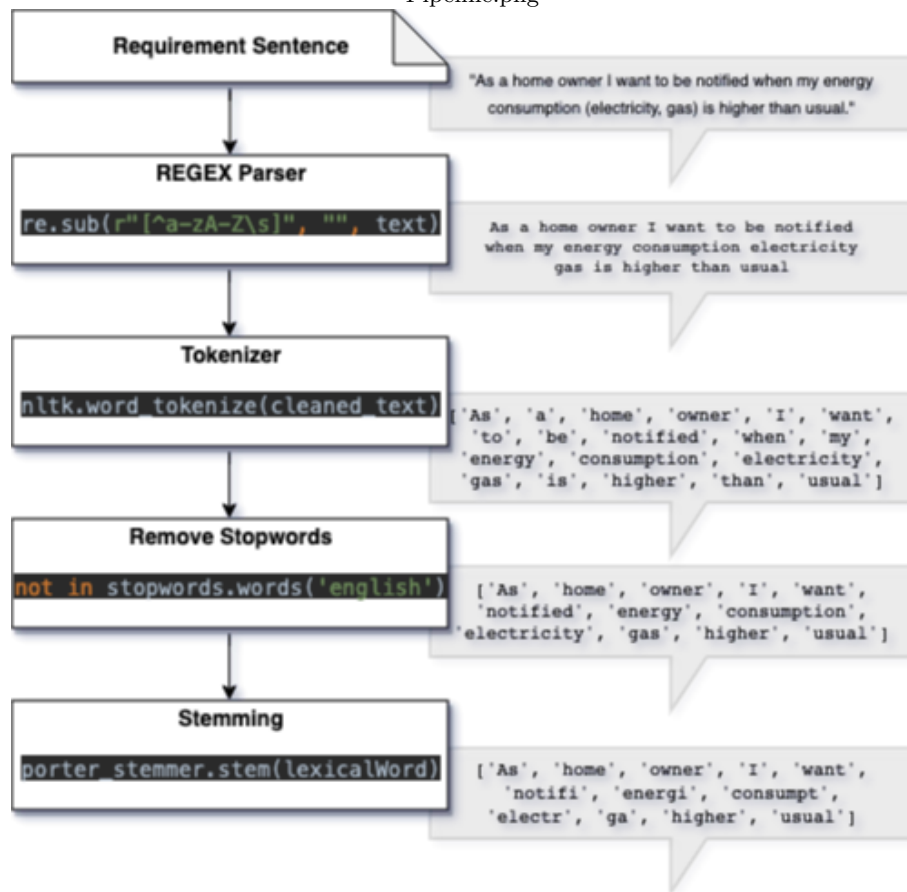 Pipeline.png
Requirement Sentence
"As a home owner I want to be notified when my energy
consumption (electricity, gas) is higher than usual."
REGEX Parser
re.sub(r"[^a-zA-Z\s]", "", text)
As a home owner I want to be notified
when my energy consumption electricity
gas is higher than usual
Tokenizer
nltk.word_tokenize(cleaned_text)
['As', 'a', 'home', 'owner', 'I', 'want',
'to', 'be', 'notified', 'when', 'my',
'energy', 'consumption', 'electricity',
'gas', 'is', 'higher', 'than', 'usual']
Remove Stopwords
not in stopwords.words('english')
['As', 'home', 'owner', 'I', 'want',
'notified', 'energy', 'consumption',
'electricity', 'gas', 'higher', 'usual']
Stemming
porter_stemmer.stem(lexicalWord)
['As', 'home', 'owner', 'I', 'want',
'notifi', 'energi', 'consumpt',
'electr', 'ga', 'higher', 'usual']